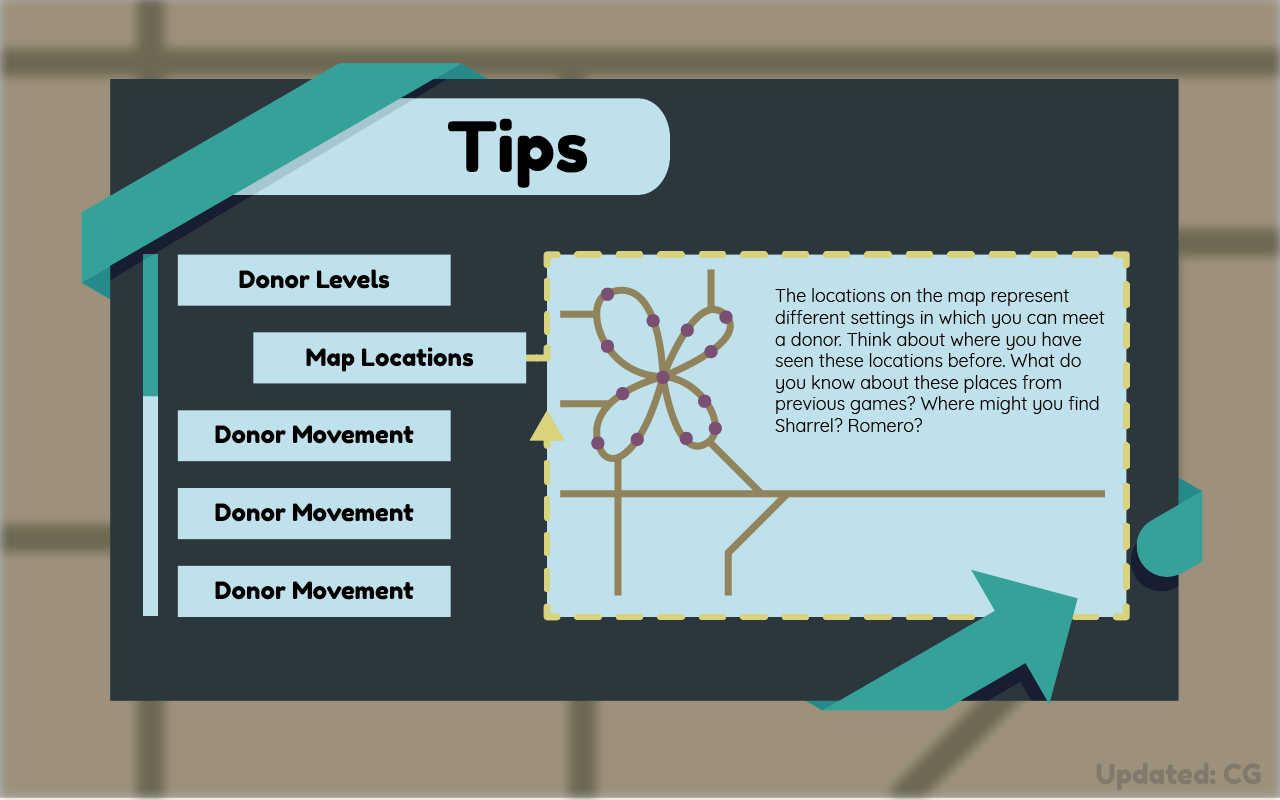 Tips
Donor Levels
Map Locations
Donor Movement
Donor Movement
Donor Movement
The locations on the map represent
different settings in which you can meet
a donor. Think about where you have
seen these locations before. What do
you know about these places from
previous games? Where might you find
Sharrel? Romero?
Updated: CG